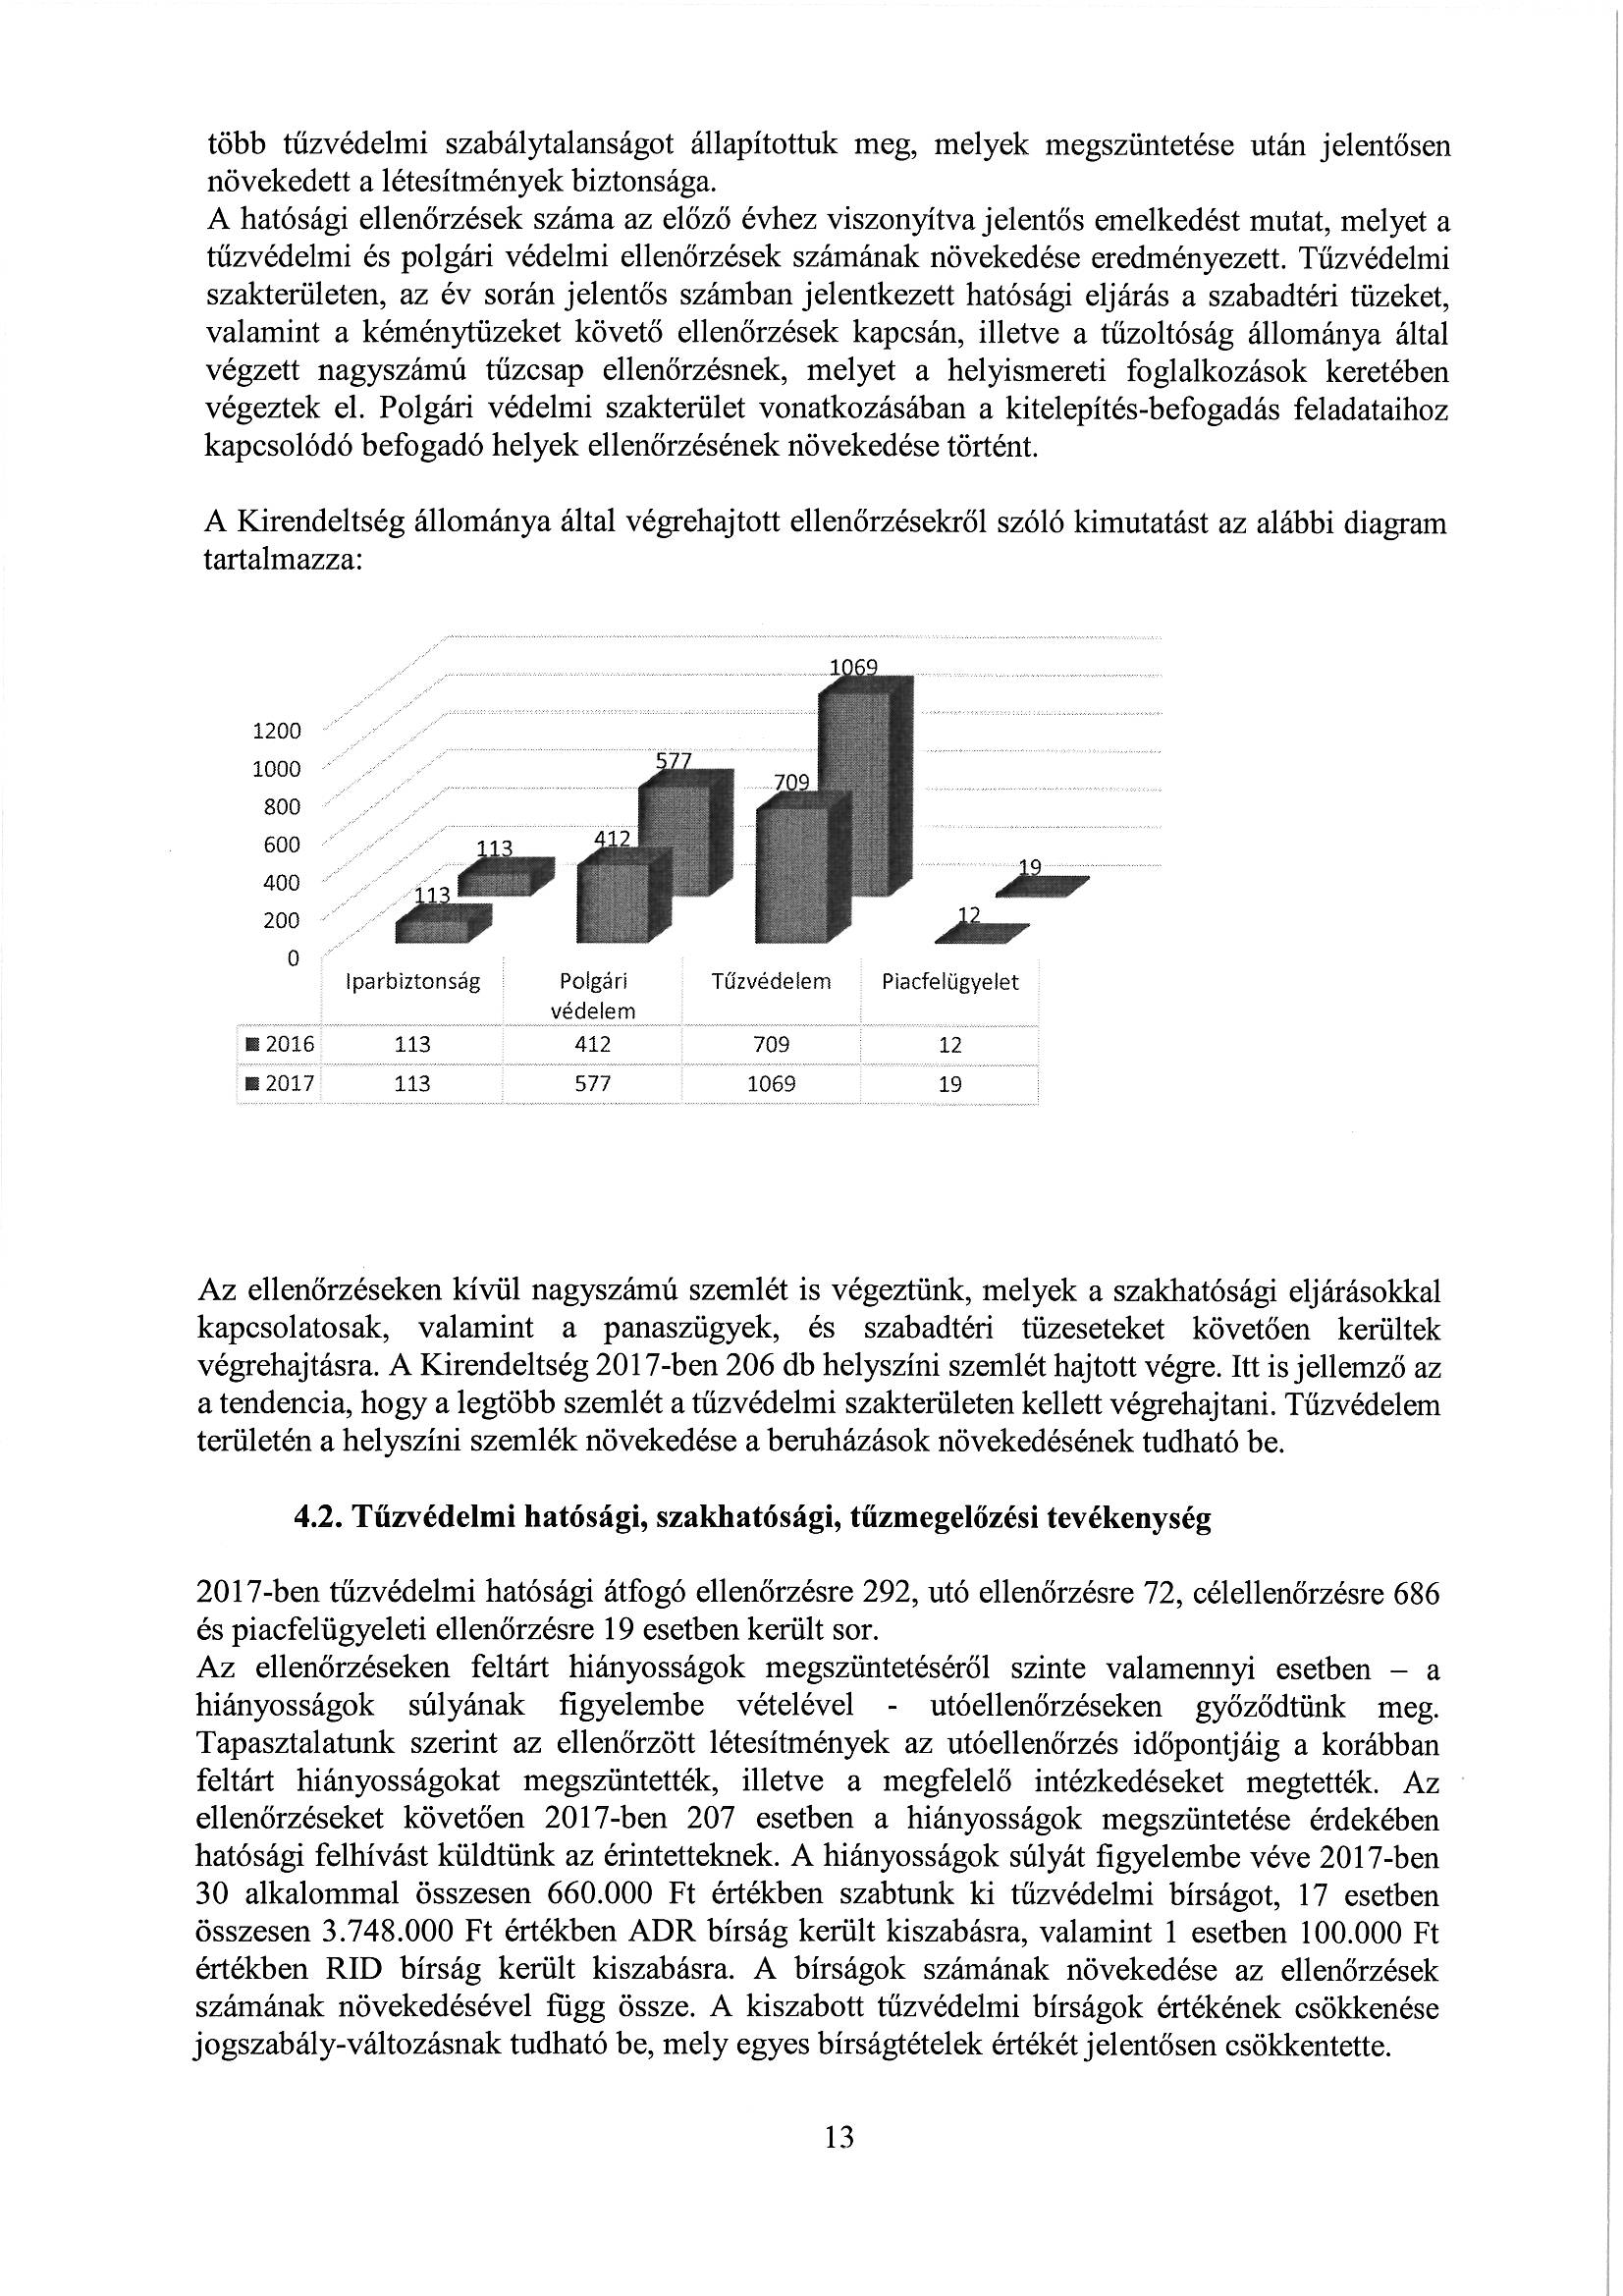 több tűzvédelmi szabálytalanságot állapítottuk meg, melyek megszüntetése után jelentősen
növekedett a létesítmények biztonsága.
A hatósági ellenőrzések száma az előző évhez viszonyítva jelentős emelkedést mutat, melyet a
tűzvédelmi és polgári védelmi ellenőrzések számának növekedése eredményezett. Tűzvédelmi
szakterületen, az év során jelentős számban jelentkezett hatósági eljárás a szabadtéri tüzeket,
valamint a kéménytüzeket követő ellenőrzések kapcsán, illetve a tűzoltóság állománya által
végzett nagyszámú tűzcsap ellenőrzésnek, melyet a helyismereti foglalkozások keretében
végeztek el. Polgári védelmi szakterület vonatkozásában a kitelepítés-befogadás feladataihoz
kapcsolódó befogadó helyek ellenőrzésének növekedése történt.
A Kirendeltség állománya által végrehajtott ellenőrzésekről szóló kimutatást az alábbi diagram
tartalmazza:
1069
1200
577
1000
709
800
412
600
113
19
400
113
12
200
0
Iparbiztonság Polgári Tűzvédelem Piacfelügyelet
védelem
2016 113 412 709 12
2017 113 577 1069 19
Az ellenőrzéseken kívül nagyszámú szemlét is végeztünk, melyek a szakhatósági eljárásokkal
kapcsolatosak, valamint a panaszügyek, és szabadtéri tüzeseteket követően kerültek
végrehajtásra. A Kirendeltség 2017-ben 206 db helyszíni szemlét hajtott végre. Itt is jellemző az
a tendencia, hogy a legtöbb szemlét a tűzvédelmi szakterületen kellett végrehajtani. Tűzvédelem
területén a helyszíni szemlék növekedése a beruházások növekedésének tudható be.
4.2. Tűzvédelmi hatósági, szakhatósági, tűzmegelőzési tevékenység
2017-ben tűzvédelmi hatósági átfogó ellenőrzésre 292, utó ellenőrzésre 72, célellenőrzésre 686
és piacfelügyeleti ellenőrzésre 19 esetben került sor.
Az ellenőrzéseken feltárt hiányosságok megszüntetéséről szinte valamennyi esetben – a
hiányosságok súlyának figyelembe vételével - utóellenőrzéseken győződtünk meg.
Tapasztalatunk szerint az ellenőrzött létesítmények az utóellenőrzés időpontjáig a korábban
feltárt hiányosságokat megszüntették, illetve a megfelelő intézkedéseket megtették. Az
ellenőrzéseket követően 2017-ben 207 esetben a hiányosságok megszüntetése érdekében
hatósági felhívást küldtünk az érintetteknek. A hiányosságok súlyát figyelembe véve 2017-ben
30 alkalommal összesen 660.000 Ft értékben szabtunk ki tűzvédelmi bírságot, 17 esetben
összesen 3.748.000 Ft értékben ADR bírság került kiszabásra, valamint 1 esetben 100.000 Ft
értékben RID bírság került kiszabásra. A bírságok számának növekedése az ellenőrzések
számának növekedésével függ össze. A kiszabott tűzvédelmi bírságok értékének csökkenése
jogszabály-változásnak tudható be, mely egyes bírságtételek értékét jelentősen csökkentette.
13